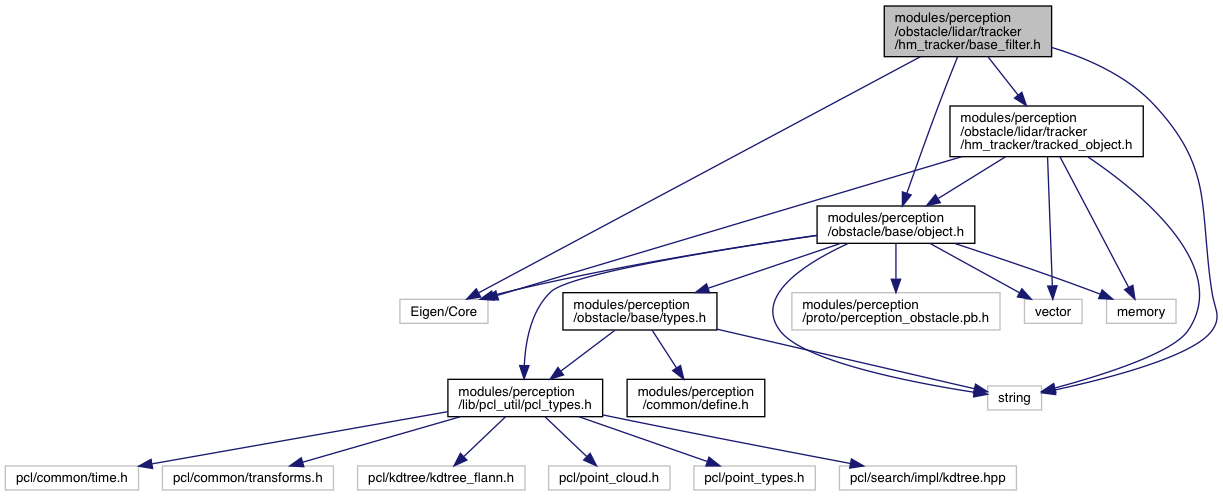 modules/perception
/obstacle/lidar/tracker
/hm_tracker/base_filter.h
modules/perception
/obstacle/lidar/tracker
/hm_tracker/tracked_object.h
modules/perception
/obstacle/base/object.h
Eigen/Core
modules/perception
/obstacle/base/types.h
modules/perception
/proto/perception_obstacle.pb.h
vector
memory
modules/perception
/lib/pcl_util/pcl_types.h
modules/perception
/common/define.h
string
pcl/common/time.h
pcl/common/transforms.h
pcl/kdtree/kdtree_flann.h
pcl/point_cloud.h
pcl/point_types.h
pcl/search/impl/kdtree.hpp